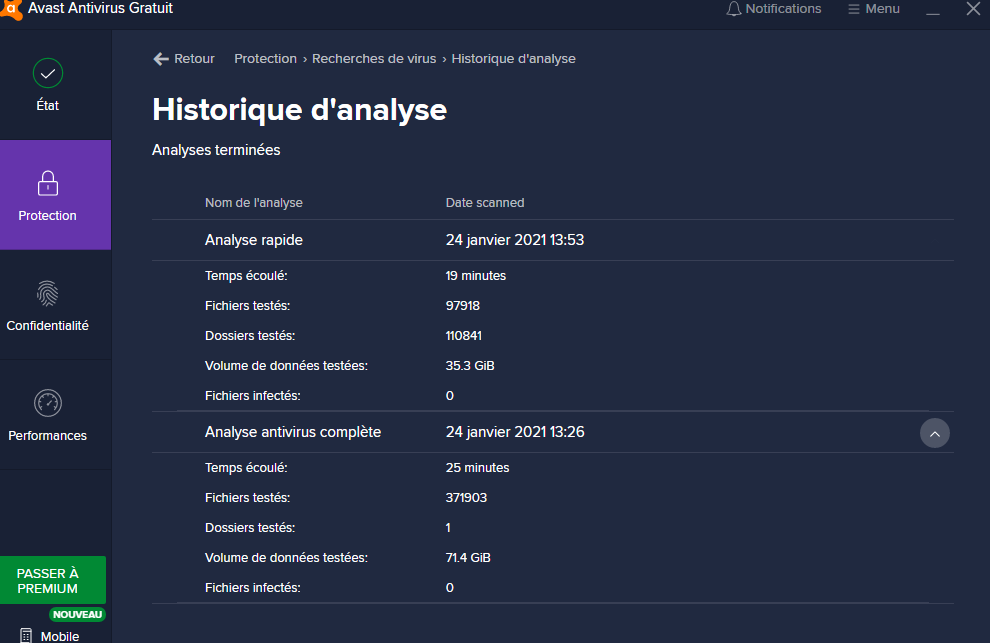 Avast Antivirus Gratuit
Notifications
Menu
État
Protection
Confidentialité
Performances
PASSER À
PREMIUM
NOUVEAU
Mobile
Retour
Protection › Recherches de virus › Historique d'analyse
Historique d'analyse
Analyses terminées
Nom de l'analyse Date scanned
Analyse rapide 24 janvier 2021 13:53
Temps écoulé: 19 minutes
Fichiers testés: 97918
Dossiers testés: 110841
Volume de données testées: 35.3 GiB
Fichiers infectés: 0
Analyse antivirus complète 24 janvier 2021 13:26
Temps écoulé: 25 minutes
Fichiers testés: 371903
Dossiers testés: 1
Volume de données testées: 71.4 GiB
Fichiers infectés: 0